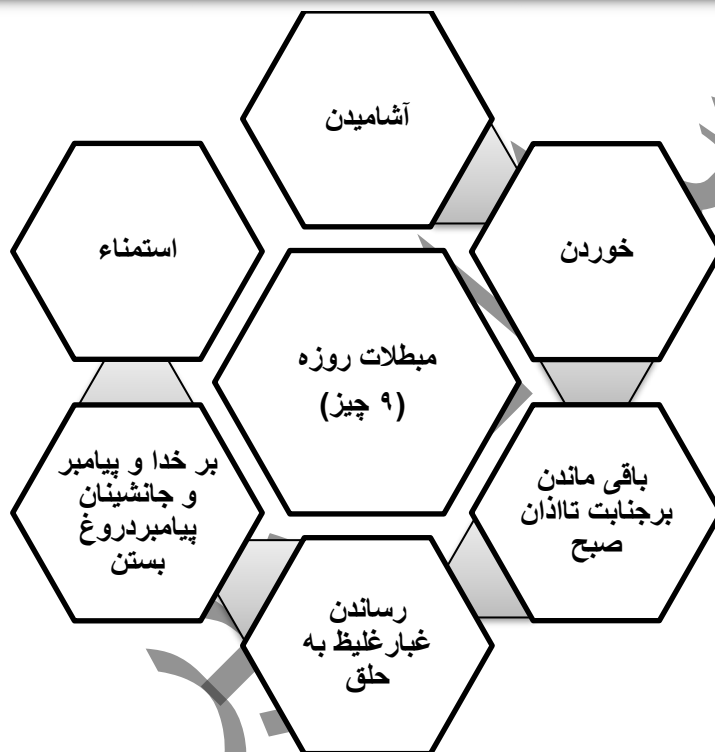 آشامیدن
خوردن
استمناء
مبطلات روزه
(۹ چیز)
باقی ماندن
برجنابت تااذان
صبح
بر خدا و پیامبر
و جانشینان
پیامبردروغ
بستن
رساندن
غبارغلیظ به
حلق